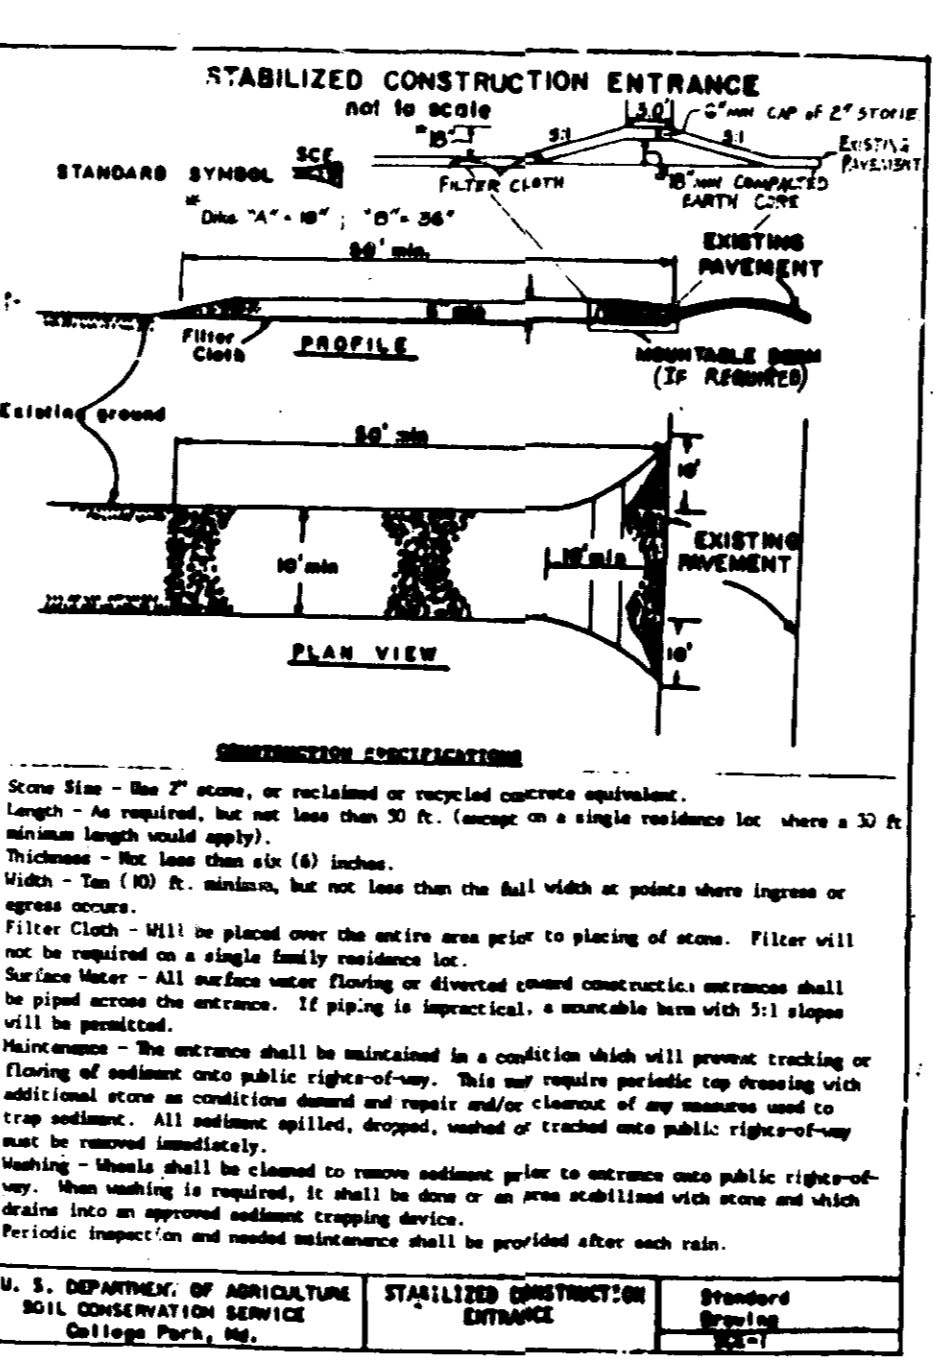 STABILIZED CONSTRUCTION ENTRANCE
not to scale
3.0'
6" MIN CAP of 2" STONE
*18"
5:1
5:1
EXISTING
PAVEMENT
STANDARD SYMBOL
SCE
FILTER CLOTH
18" MIN COMPACTED
EARTH CORE
*
Dike "A" = 18" ; "B" = 36"
50' min.
EXISTING
PAVEMENT
6" min
Filter
Cloth
PROFILE
MOUNTABLE BERM
(IF REQUIRED)
Existing ground
50' min
10'
10' min
10' min
EXISTING
PAVEMENT
10'
PLAN VIEW
CONSTRUCTION SPECIFICATIONS
Stone Size - Use 2" stone, or reclaimed or recycled concrete equivalent.
Length - As required, but not less than 50 ft. (except on a single residence lot where a 30 ft
minimum length would apply).
Thickness - Not less than six (6) inches.
Width - Ten (10) ft. minimum, but not less than the full width at points where ingress or
egress occurs.
Filter Cloth - Will be placed over the entire area prior to placing of stone. Filter will
not be required on a single family residence lot.
Surface Water - All surface water flowing or diverted toward construction entrances shall
be piped across the entrance. If piping is impractical, a mountable berm with 5:1 slopes
will be permitted.
Maintenance - The entrance shall be maintained in a condition which will prevent tracking or
flowing of sediment onto public rights-of-way. This may require periodic top dressing with
additional stone as conditions demand and repair and/or cleanout of any measures used to
trap sediment. All sediment spilled, dropped, washed or tracked onto public rights-of-way
must be removed immediately.
Washing - Wheels shall be cleaned to remove sediment prior to entrance onto public rights-of-
way. When washing is required, it shall be done on an area stabilized with stone and which
drains into an approved sediment trapping device.
Periodic inspection and needed maintenance shall be provided after each rain.
U. S. DEPARTMENT OF AGRICULTURE
SOIL CONSERVATION SERVICE
College Park, Md.
STABILIZED CONSTRUCTION
ENTRANCE
Standard
Drawing
SCE-1